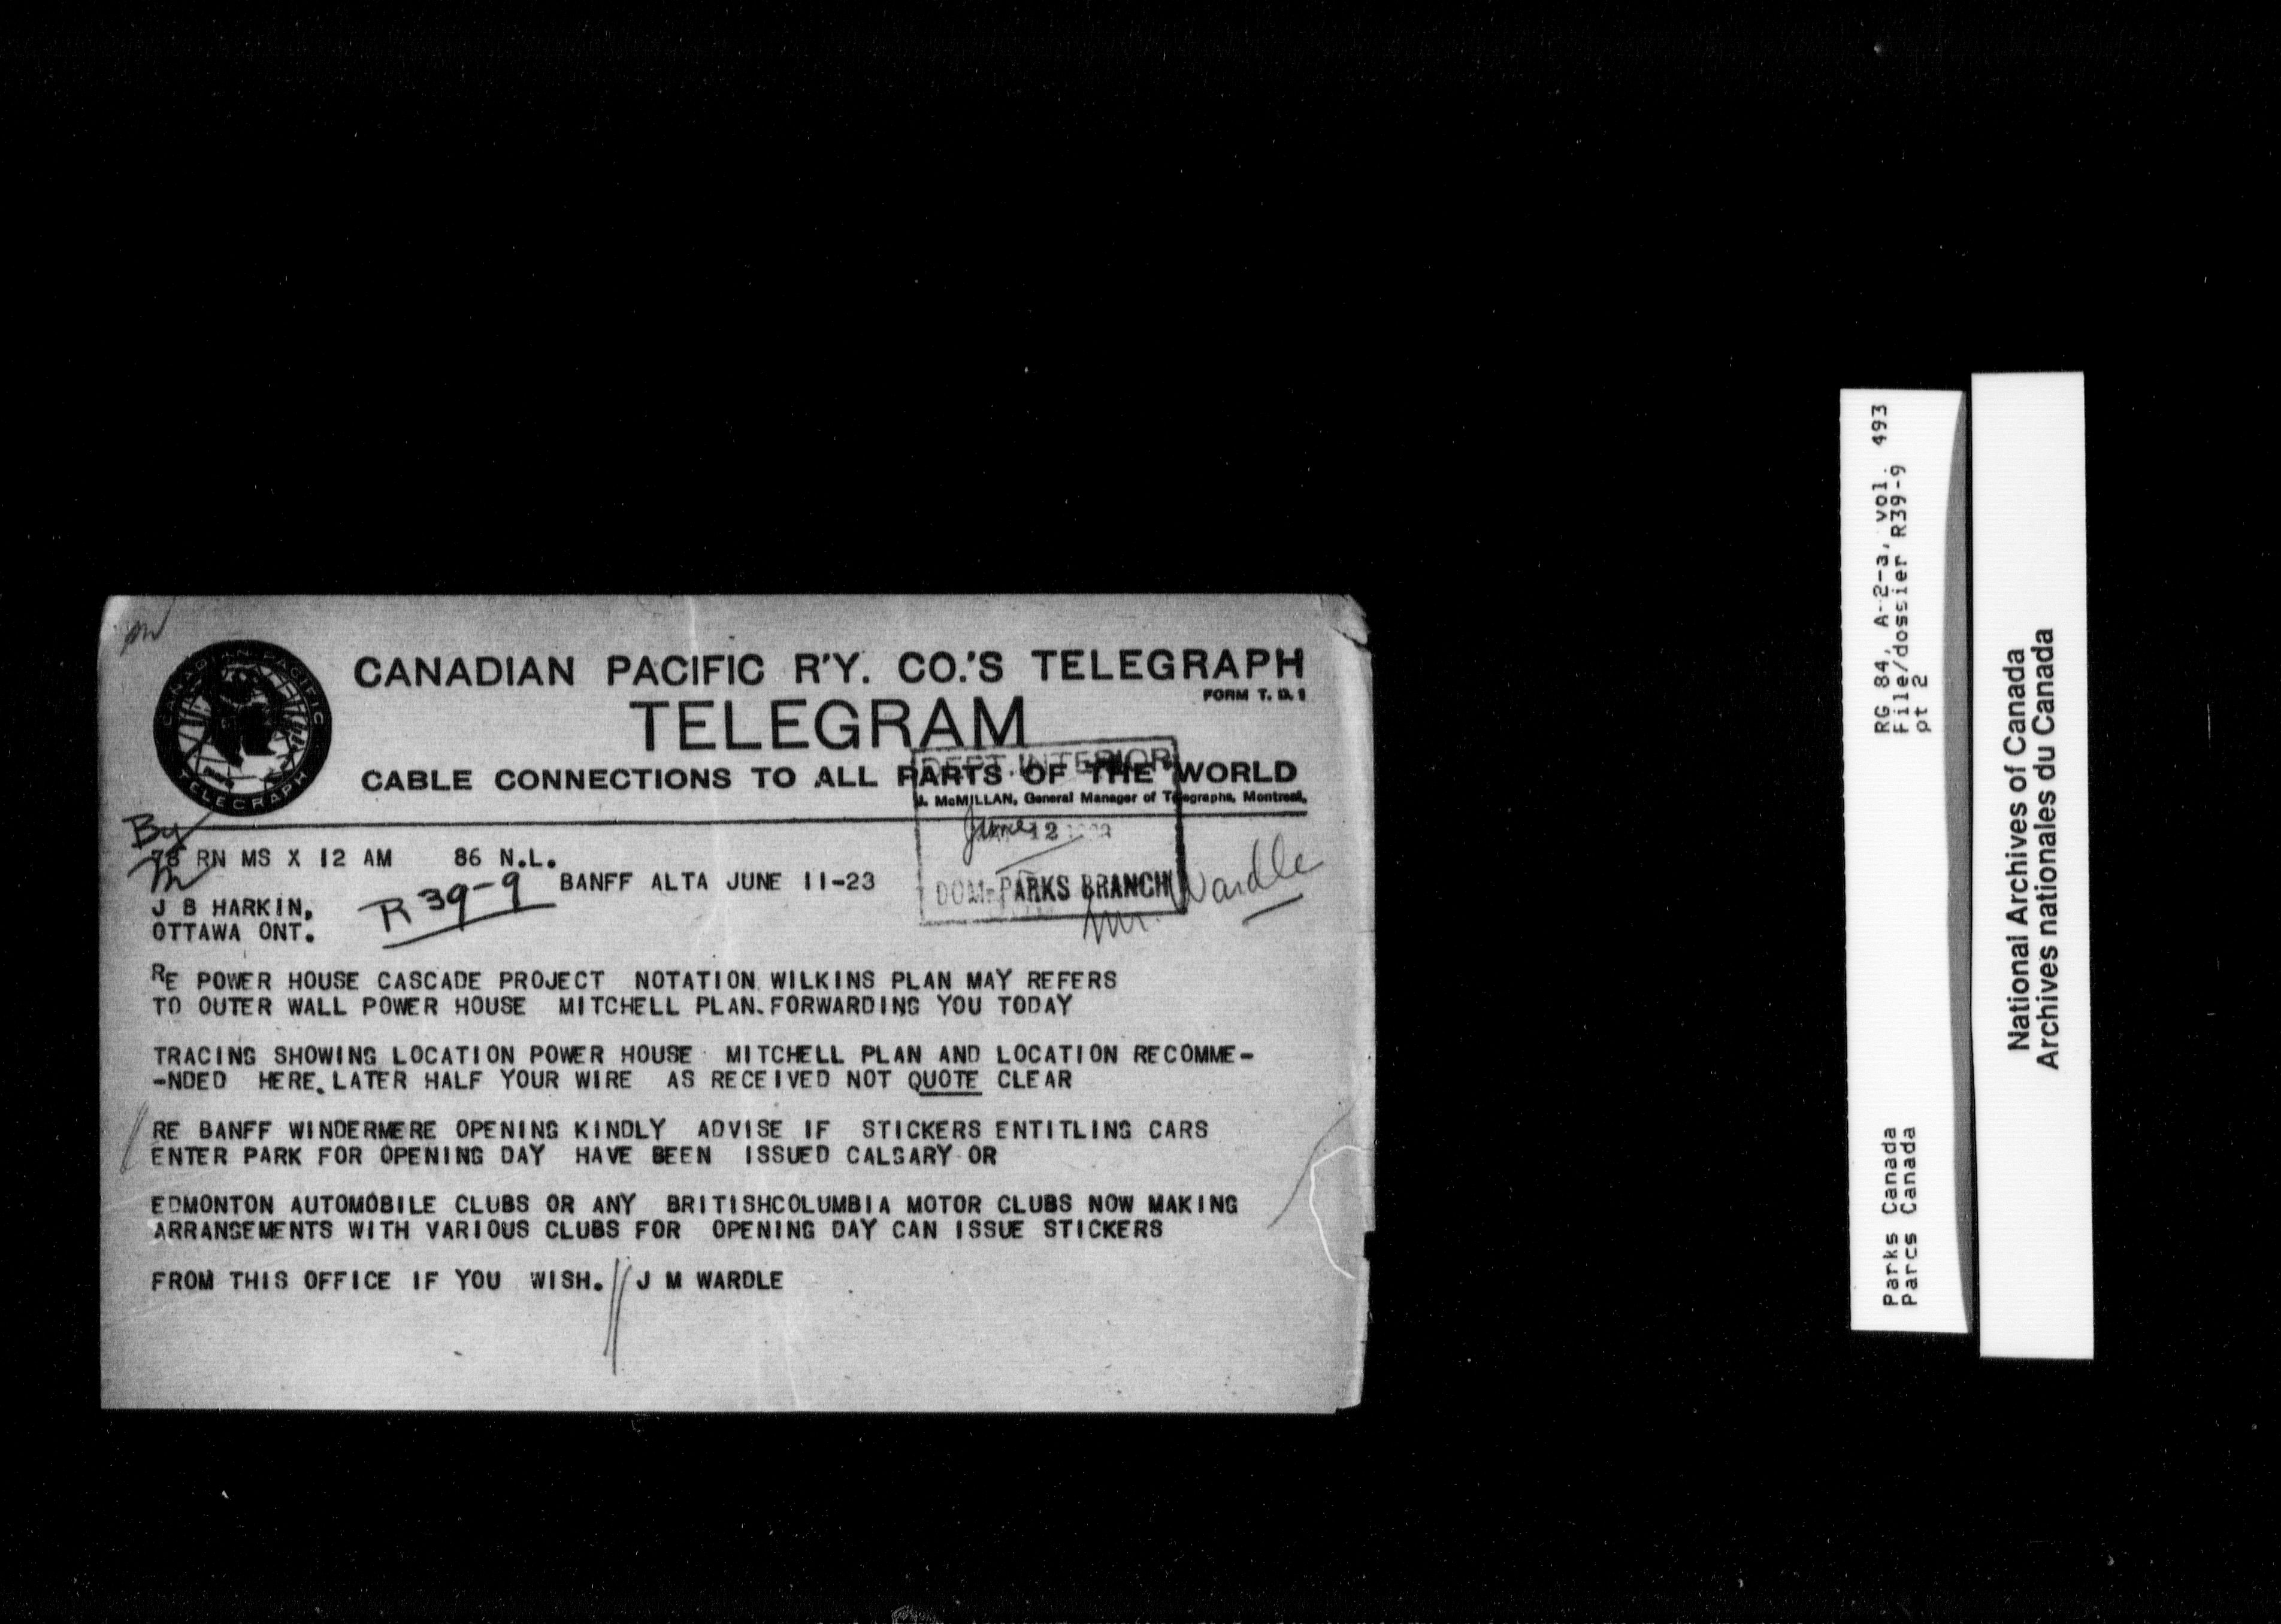 CANADIAN PACIFIC
TELEGRAPH
CANADIAN PACIFIC R'Y. CO.'S TELEGRAPH
FORM T. D. 1
TELEGRAM
CABLE CONNECTIONS TO ALL PARTS OF THE WORLD
J. McMILLAN, General Manager of Telegraphs, Montreal.
DEPT. INTERIOR
June 12
DOM. PARKS BRANCH
Mr. Wardle
By
78 RN MS X 12 AM 86 N.L.
R 39-9
BANFF ALTA JUNE 11-23
J B HARKIN,
OTTAWA ONT.
RE POWER HOUSE CASCADE PROJECT NOTATION WILKINS PLAN MAY REFERS
TO OUTER WALL POWER HOUSE MITCHELL PLAN. FORWARDING YOU TODAY
TRACING SHOWING LOCATION POWER HOUSE MITCHELL PLAN AND LOCATION RECOMME-
-NDED HERE. LATER HALF YOUR WIRE AS RECEIVED NOT QUOTE CLEAR
RE BANFF WINDERMERE OPENING KINDLY ADVISE IF STICKERS ENTITLING CARS
ENTER PARK FOR OPENING DAY HAVE BEEN ISSUED CALGARY OR
EDMONTON AUTOMOBILE CLUBS OR ANY BRITISHCOLUMBIA MOTOR CLUBS NOW MAKING
ARRANGEMENTS WITH VARIOUS CLUBS FOR OPENING DAY CAN ISSUE STICKERS
FROM THIS OFFICE IF YOU WISH. // J M WARDLE
RG 84, A-2-a, vol. 493
File/dossier R39-9
pt 2
Parks Canada
Parcs Canada
National Archives of Canada
Archives nationales du Canada